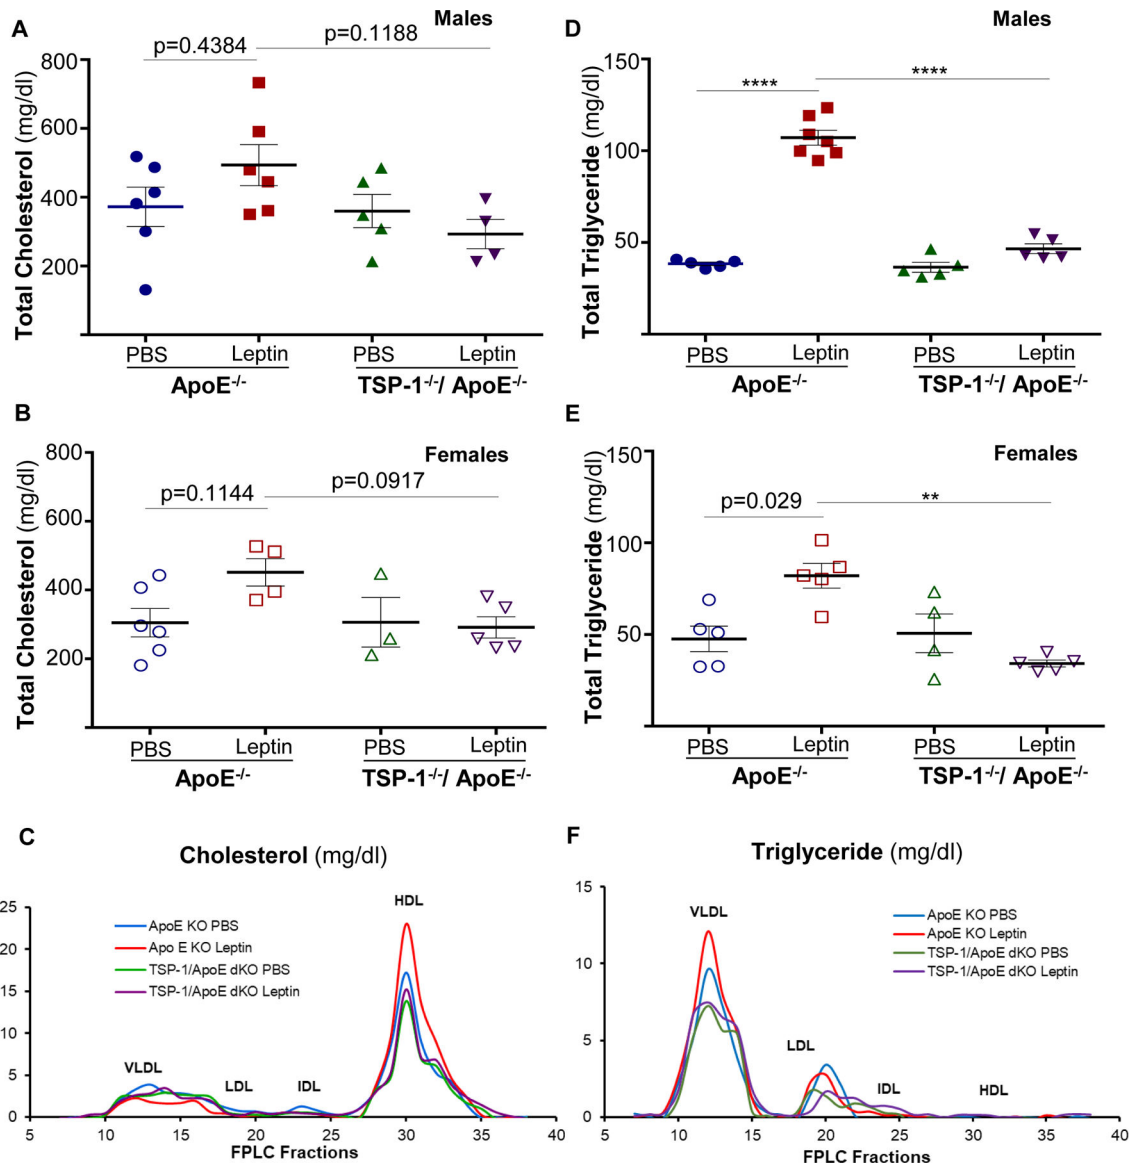 A
Males
p=0.4384
p=0.1188
Total Cholesterol (mg/dl)
800
600
400
200
PBS
Leptin
PBS
Leptin
ApoE-/-
TSP-1-/-/ ApoE-/-
D
Males
****
****
Total Triglyceride (mg/dl)
150
100
50
0
PBS
Leptin
PBS
Leptin
ApoE-/-
TSP-1-/-/ ApoE-/-
B
Females
p=0.1144
p=0.0917
Total Cholesterol (mg/dl)
800
600
400
200
0
PBS
Leptin
PBS
Leptin
ApoE-/-
TSP-1-/-/ ApoE-/-
E
Females
p=0.029
**
Total Triglyceride (mg/dl)
150
100
50
0
PBS
Leptin
PBS
Leptin
ApoE-/-
TSP-1-/-/ ApoE-/-
C
Cholesterol (mg/dl)
25
20
15
10
5
0
HDL
ApoE KO PBS
Apo E KO Leptin
TSP-1/ApoE dKO PBS
TSP-1/ApoE dKO Leptin
VLDL
LDL
IDL
5 10 15 20 25 30 35 40
FPLC Fractions
F
Triglyceride (mg/dl)
15
10
5
0
VLDL
ApoE KO PBS
ApoE KO Leptin
TSP-1/ApoE dKO PBS
TSP-1/ApoE dKO Leptin
LDL
IDL
HDL
5 10 15 20 25 30 35 40
FPLC Fractions